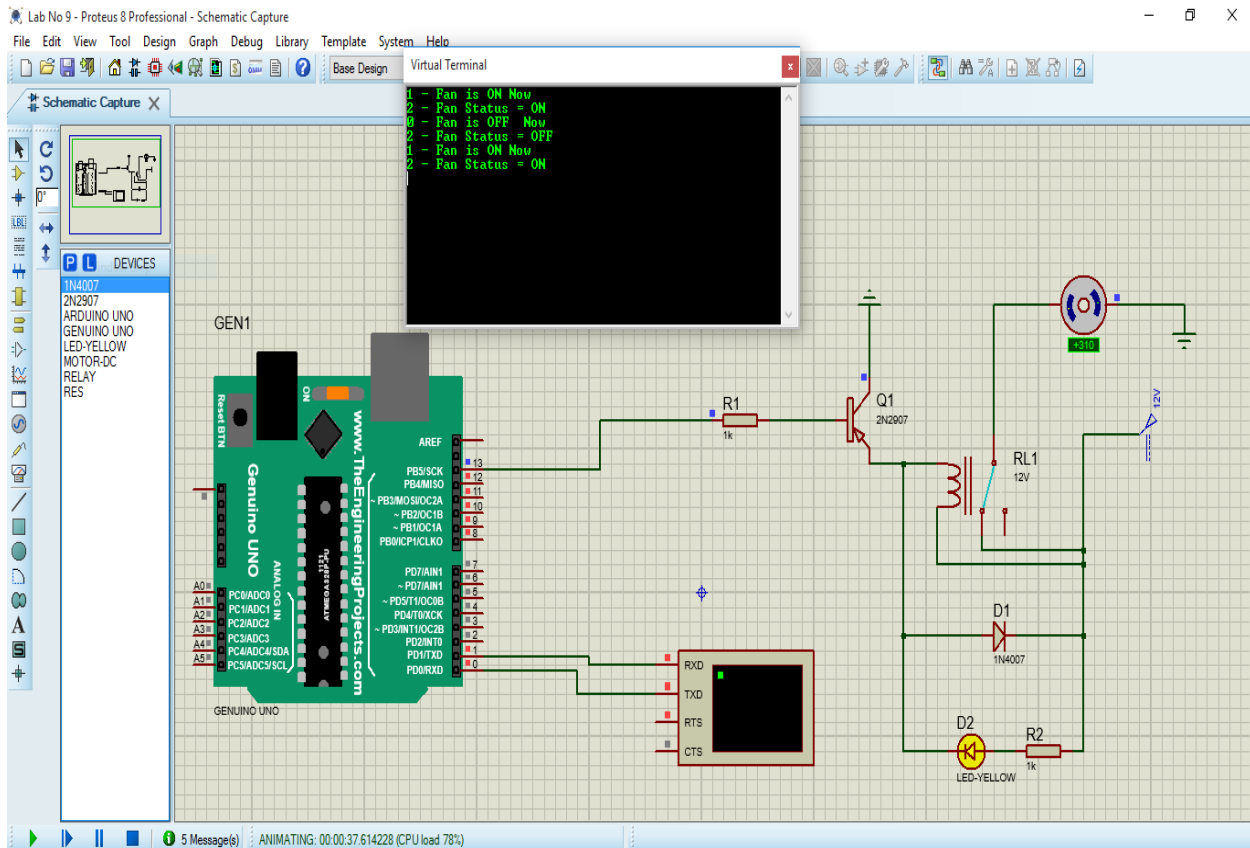 Lab No 9 - Proteus 8 Professional - Schematic Capture
File Edit View Tool Design Graph Debug Library Template System Help
Base Design
Schematic Capture
Virtual Terminal
1 - Fan is ON Now
2 - Fan Status = ON
0 - Fan is OFF  Now
2 - Fan Status = OFF
1 - Fan is ON Now
2 - Fan Status = ON
0°
LBL
P L DEVICES
1N4007
2N2907
ARDUINO UNO
GENUINO UNO
LED-YELLOW
MOTOR-DC
RELAY
RES
A
S
GEN1
Reset BTN
ON
www.TheEngineeringProjects.com
Genuino UNO
ANALOG IN
1121
ATMEGA328P-PU
AREF
PB5/SCK 13
PB4/MISO 12
~ PB3/MOSI/OC2A 11
~ PB2/OC1B 10
~ PB1/OC1A 9
PB0/ICP1/CLKO 8
PD7/AIN1 7
~ PD7/AIN1 6
~ PD5/T1/OC0B 5
PD4/T0/XCK 4
~ PD3/INT1/OC2B 3
PD2/INT0 2
PD1/TXD 1
PD0/RXD 0
A0 PC0/ADC0
A1 PC1/ADC1
A2 PC2/ADC2
A3 PC3/ADC3
A4 PC4/ADC4/SDA
A5 PC5/ADC5/SCL
GENUINO UNO
R1
1k
Q1
2N2907
+310
12V
RL1
12V
D1
1N4007
D2
LED-YELLOW
R2
1k
RXD
TXD
RTS
CTS
5 Message(s)
ANIMATING: 00:00:37.614228 (CPU load 78%)